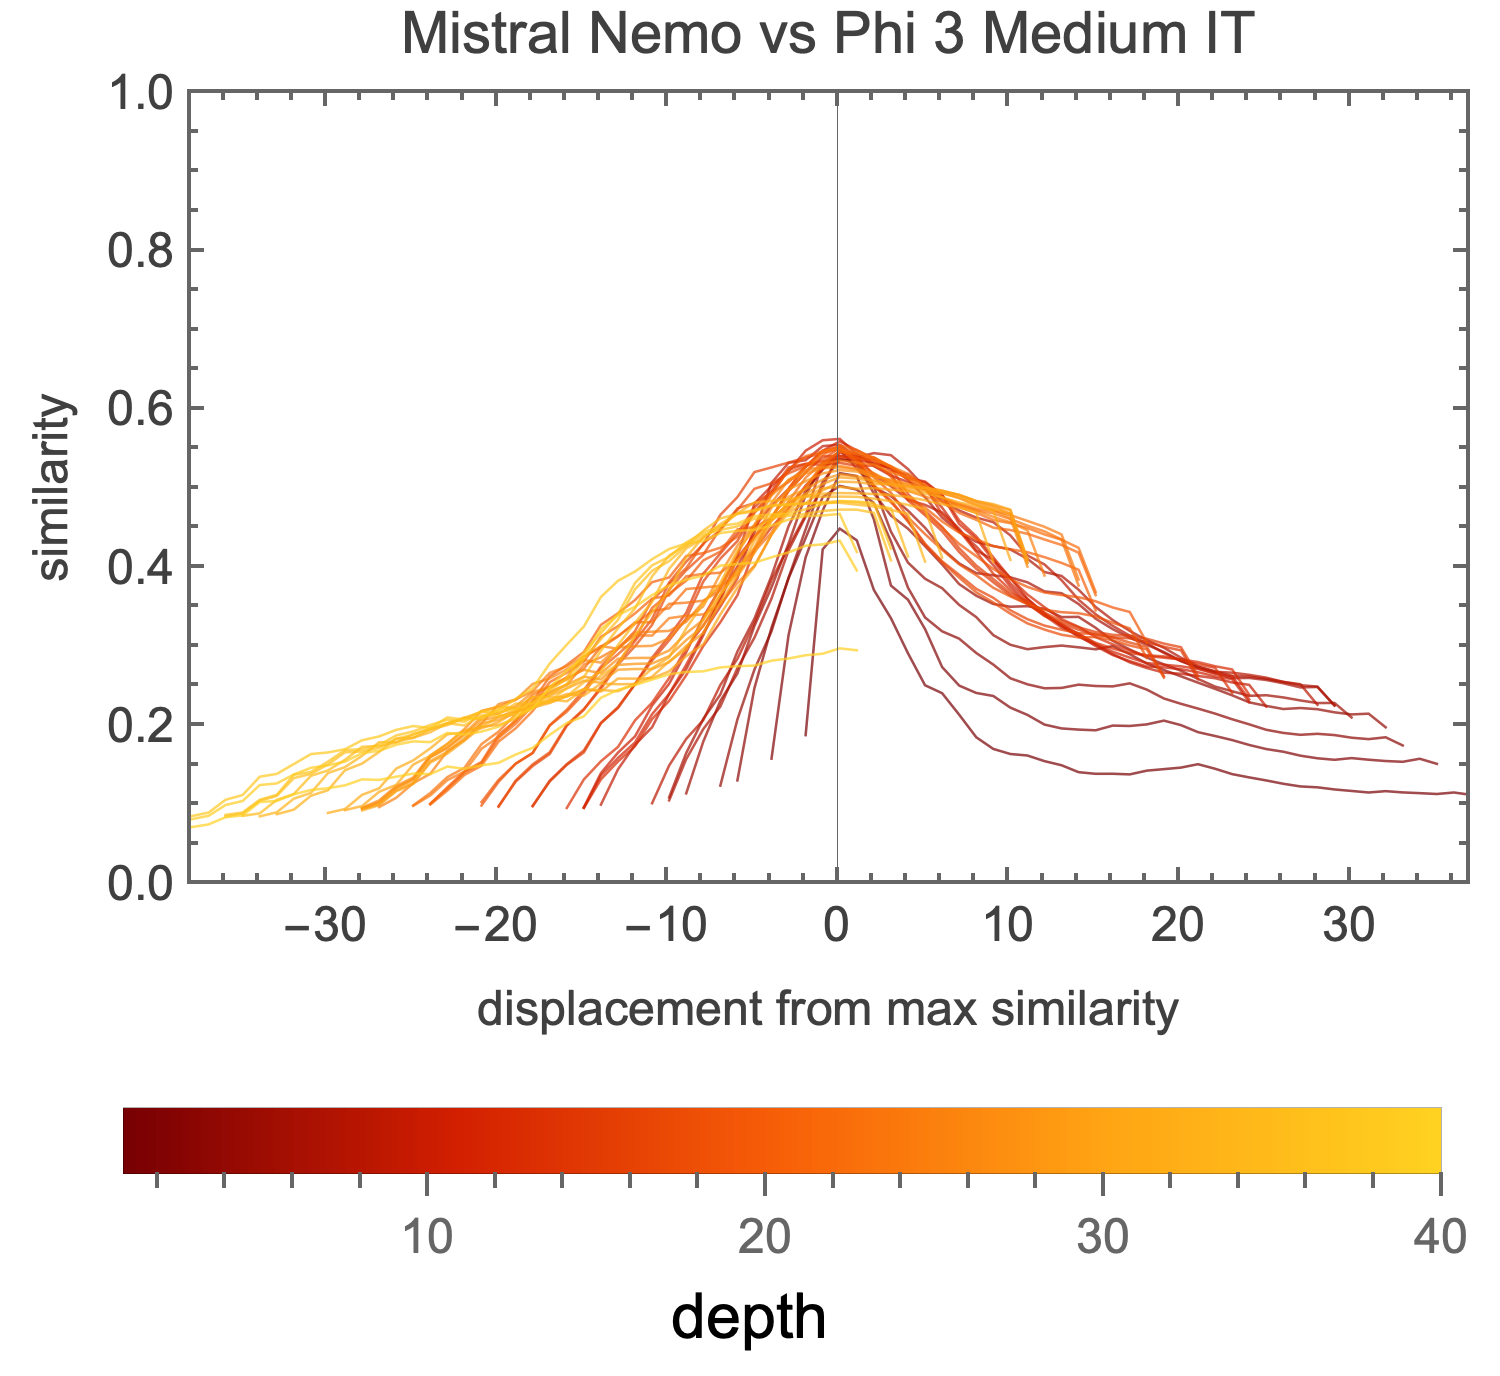 Mistral Nemo vs Phi 3 Medium IT
1.0
0.8
0.6
0.4
0.2
0.0
similarity
−30 −20 −10 0 10 20 30
displacement from max similarity
10 20 30 40
depth